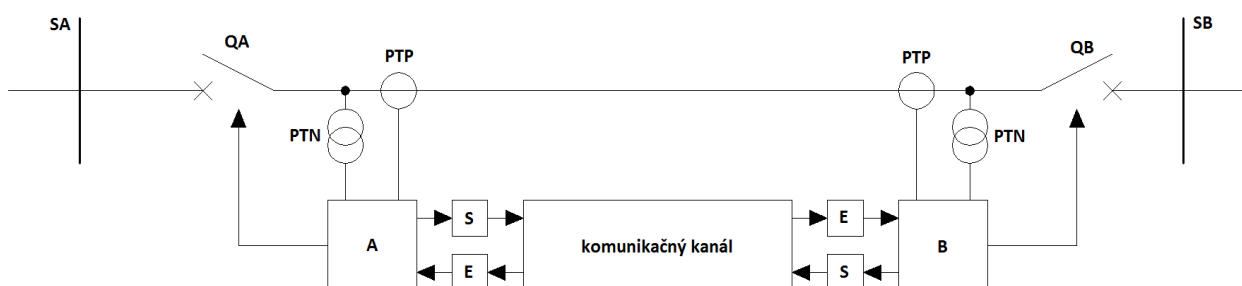 SA
SB
QA
QB
PTP
PTP
PTN
PTN
S
E
A
komunikačný kanál
B
E
S